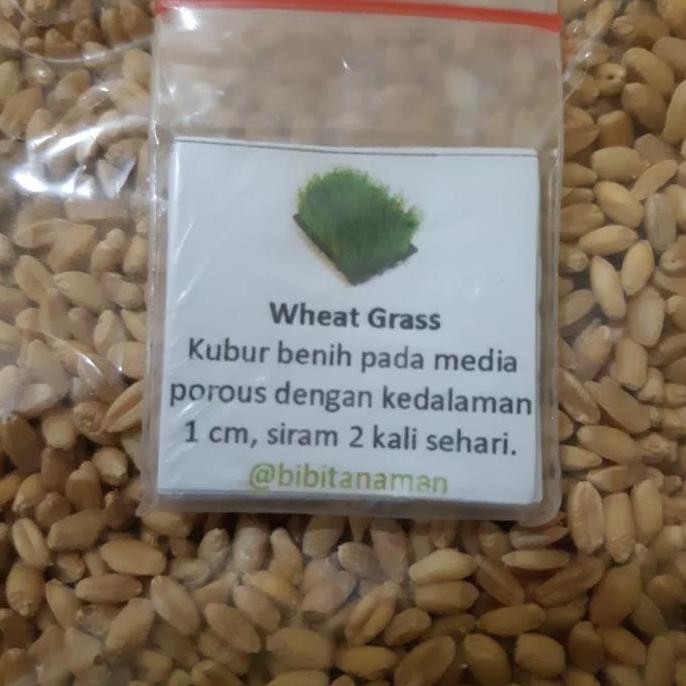 Wheat Grass
Kubur benih pada media
porous dengan kedalaman
1 cm, siram 2 kali sehari.
@bibitanaman